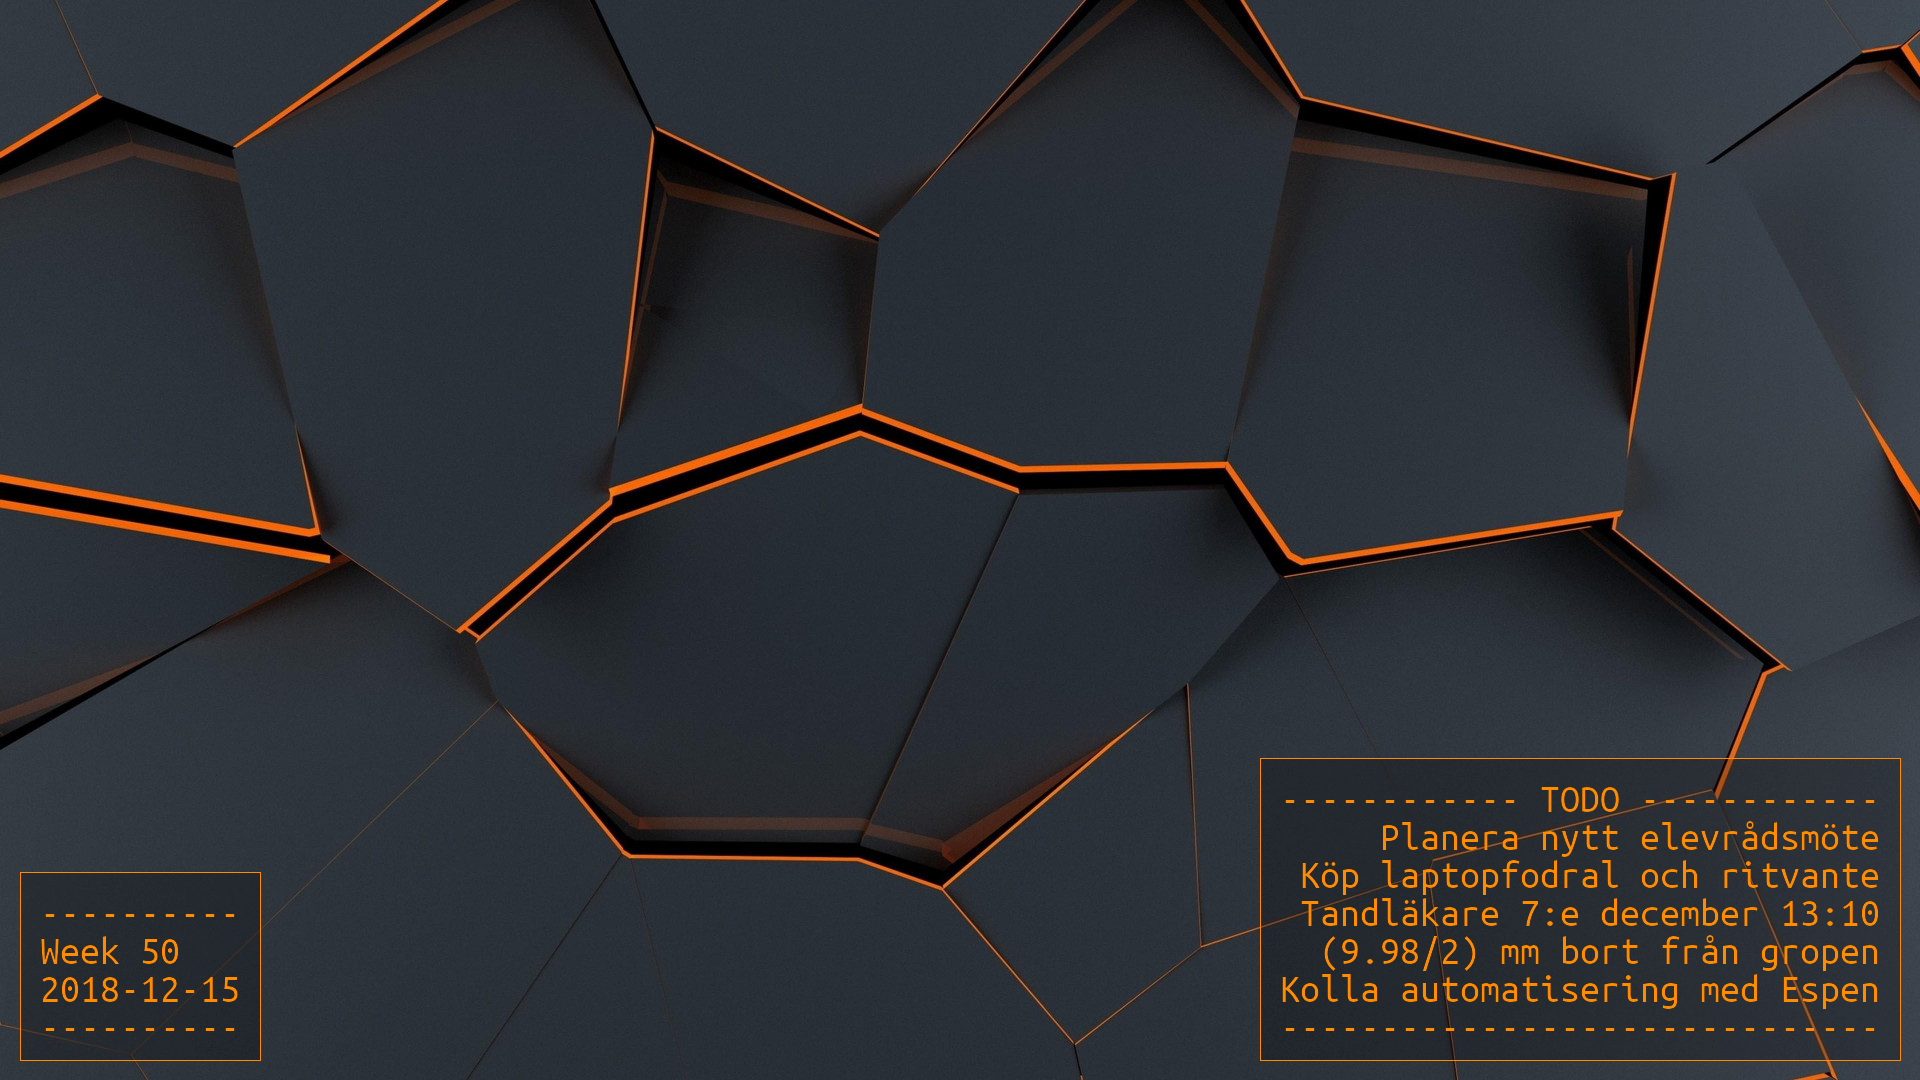 ----------
Week 50
2018-12-15
----------
------------ TODO ------------
Planera nytt elevrådsmöte
Köp laptopfodral och ritvante
Tandläkare 7:e december 13:10
(9.98/2) mm bort från gropen
Kolla automatisering med Espen
------------------------------